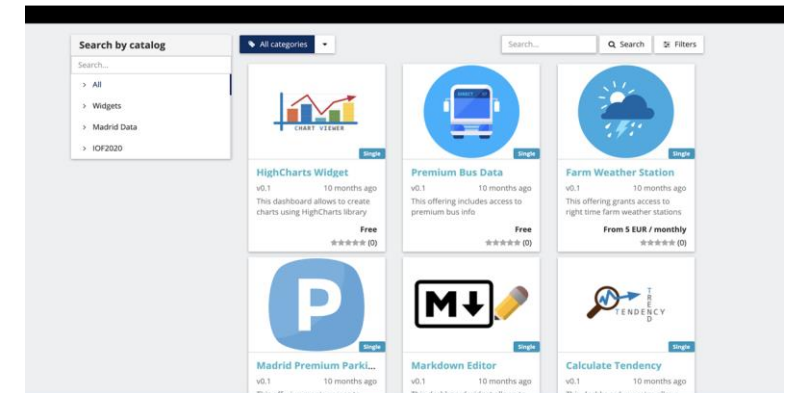 Search by catalog
Search...
All
Widgets
Madrid Data
IOF2020
All categories
Search...
Search
Filters
CHART VIEWER
Single
HighCharts Widget
v0.1 10 months ago
This dashboard allows to create
charts using HighCharts library
Free
(0)
Single
Premium Bus Data
v0.1 10 months ago
This offering includes access to
premium bus info
Free
(0)
Single
Farm Weather Station
v0.1 10 months ago
This offering grants access to
right time farm weather stations
From 5 EUR / monthly
(0)
P
Single
Madrid Premium Parki...
v0.1 10 months ago
M
Single
Markdown Editor
v0.1 10 months ago
TREND
TENDENCY
Single
Calculate Tendency
v0.1 10 months ago